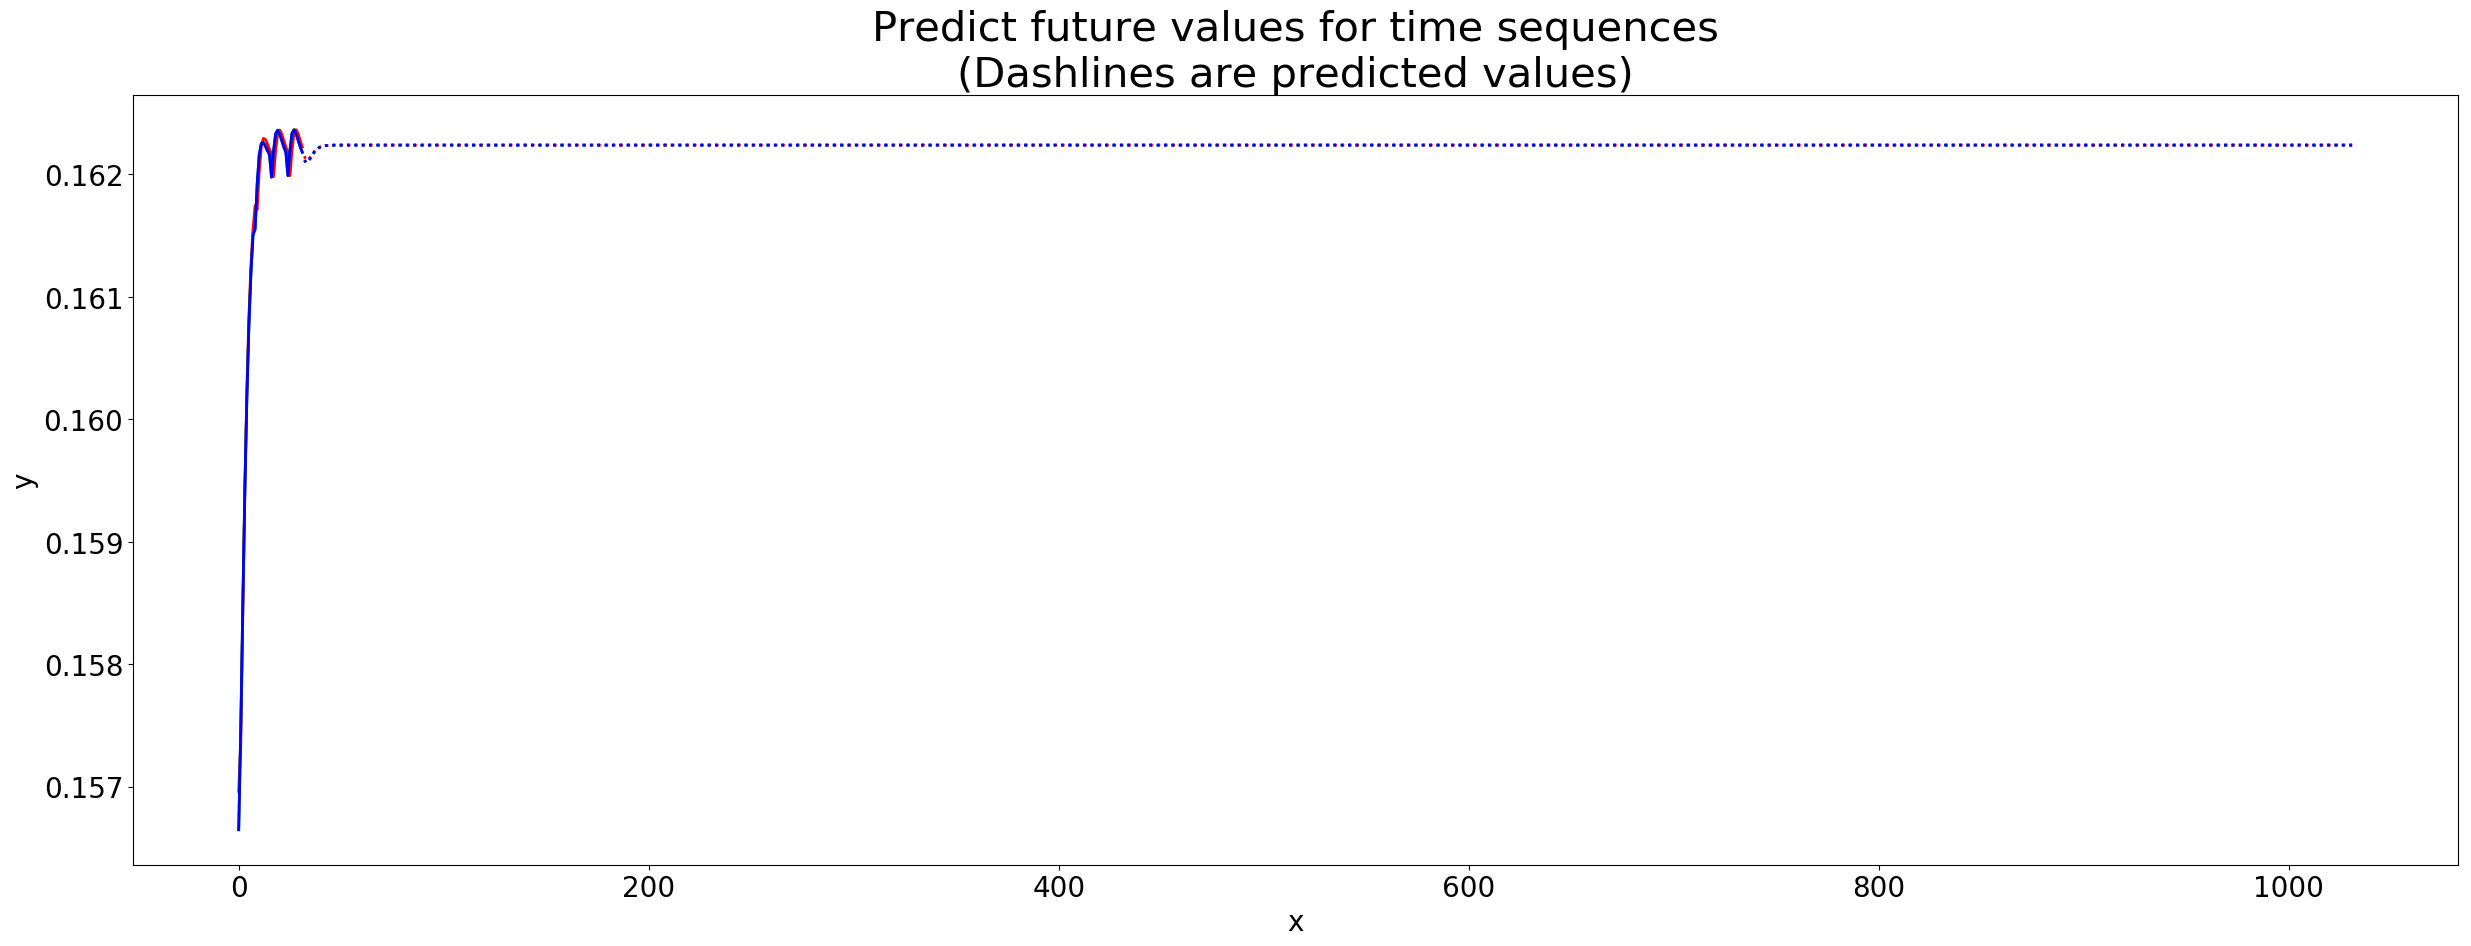 Predict future values for time sequences
(Dashlines are predicted values)
0.162
0.161
0.160
0.159
0.158
0.157
y
0 200 400 600 800 1000
x